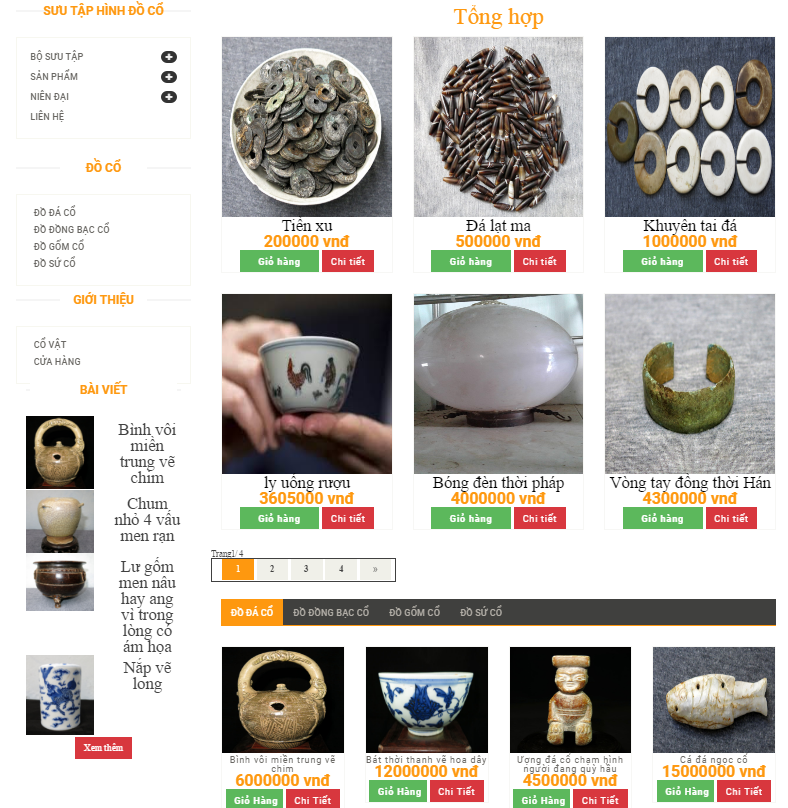 SƯU TẬP HÌNH ĐỒ CỔ
BỘ SƯU TẬP
SẢN PHẨM
NIÊN ĐẠI
LIÊN HỆ
ĐỒ CỔ
ĐỒ ĐÁ CỔ
ĐỒ ĐỒNG BẠC CỔ
ĐỒ GỐM CỔ
ĐỒ SỨ CỔ
GIỚI THIỆU
CỔ VẬT
CỬA HÀNG
BÀI VIẾT
Bình vôi
miền
trung vẽ
chim
Chum
nhỏ 4 vấu
men rạn
Lư gốm
men nâu
hay ang
vị trong
lòng có
ám họa
Nắp vẽ
long
Xem thêm
Tổng hợp
Tiền xu
200000 vnđ
Giỏ hàng Chi tiết
Đá lạt ma
500000 vnđ
Giỏ hàng Chi tiết
Khuyên tai đá
1000000 vnđ
Giỏ hàng Chi tiết
ly uống rượu
3605000 vnđ
Giỏ hàng Chi tiết
Bóng đèn thời pháp
4000000 vnđ
Giỏ hàng Chi tiết
Vòng tay đồng thời Hán
4300000 vnđ
Giỏ hàng Chi tiết
Trang1/ 4
1 2 3 4 »
ĐỒ ĐÁ CỔ ĐỒ ĐỒNG BẠC CỔ ĐỒ GỐM CỔ ĐỒ SỨ CỔ
Bình vôi miền trung vẽ
chim
6000000 vnđ
Giỏ Hàng Chi Tiết
Bát thời thanh vẽ hoa dây
12000000 vnđ
Giỏ Hàng Chi Tiết
Ượng đá cổ chạm hình
người đang quỳ hầu
4500000 vnđ
Giỏ Hàng Chi Tiết
Cá đá ngọc cổ
15000000 vnđ
Giỏ Hàng Chi Tiết